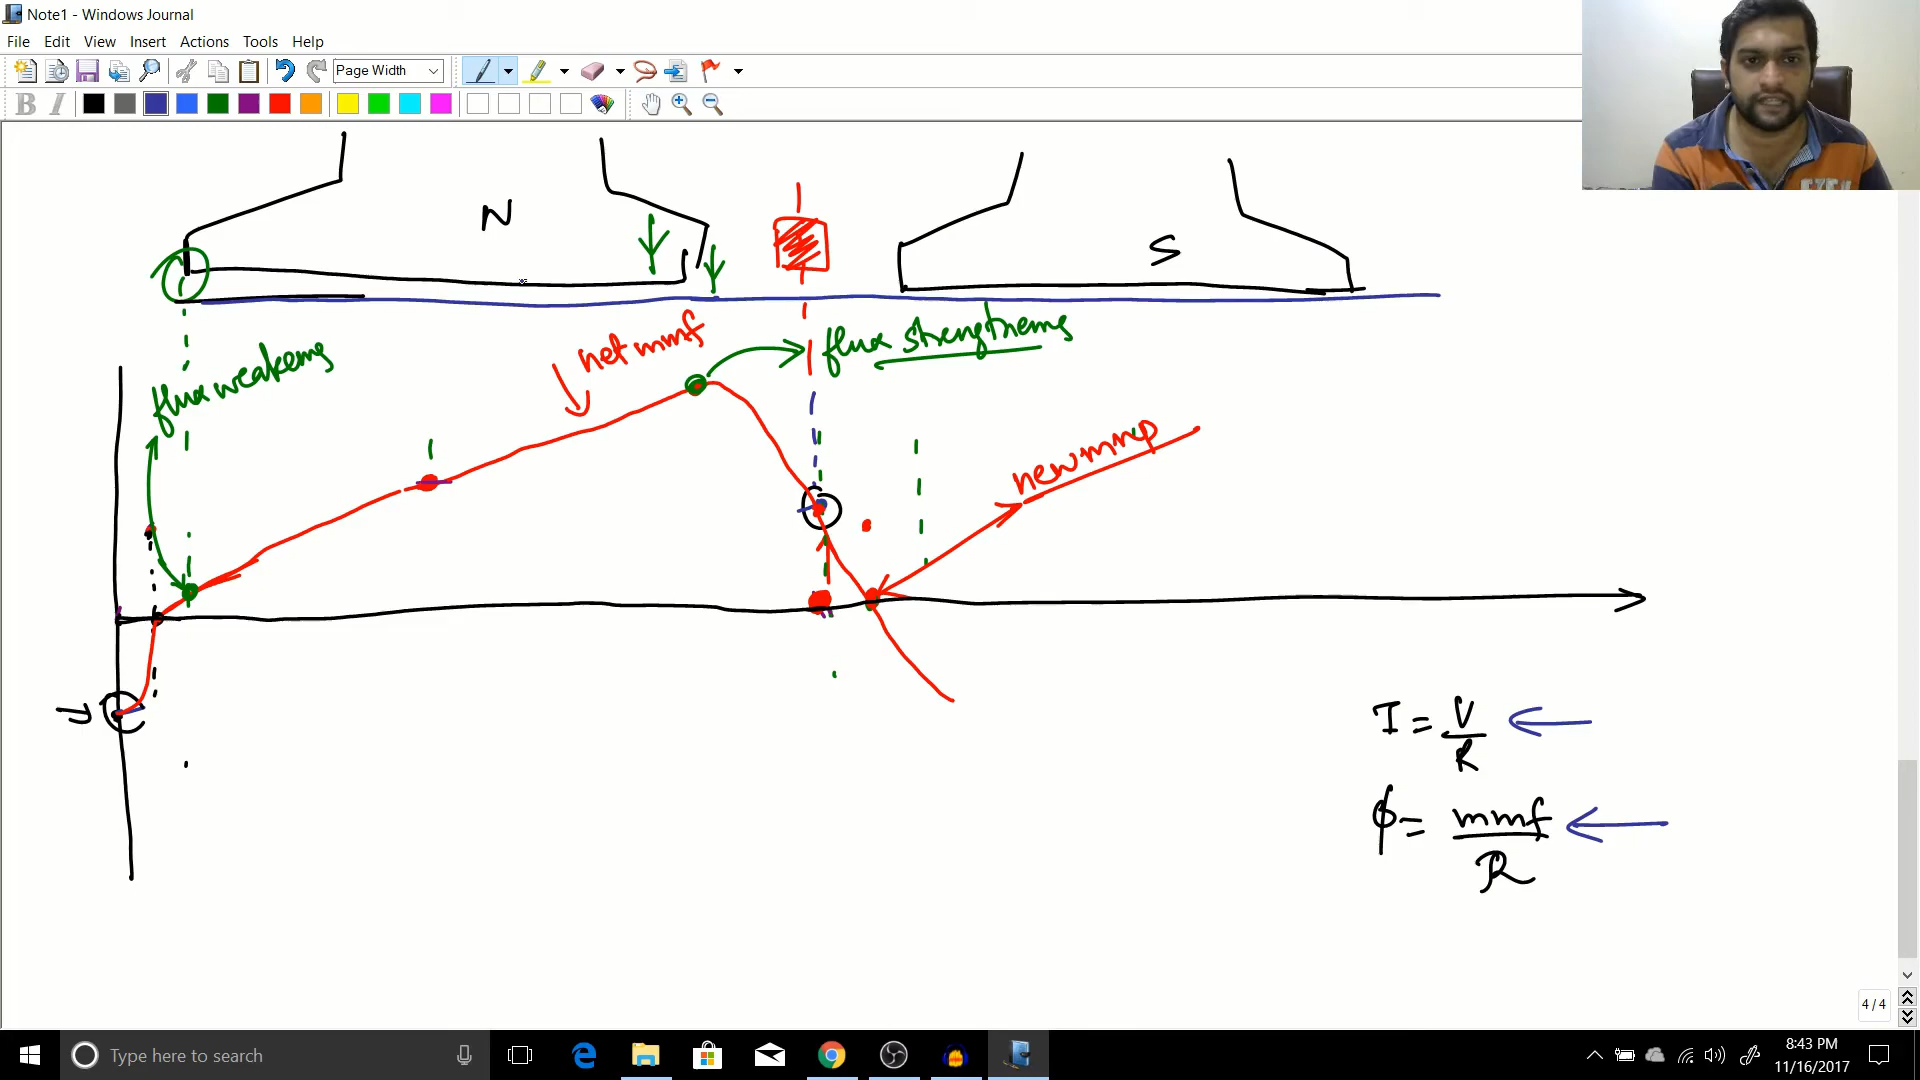 Note1 - Windows Journal
File Edit View Insert Actions Tools Help
Page Width
B I
N
S
flux weakens
net mmf
flux strengthens
new mnp
I = V
R
ϕ = mmf
R
4 / 4
Type here to search
8:43 PM
11/16/2017